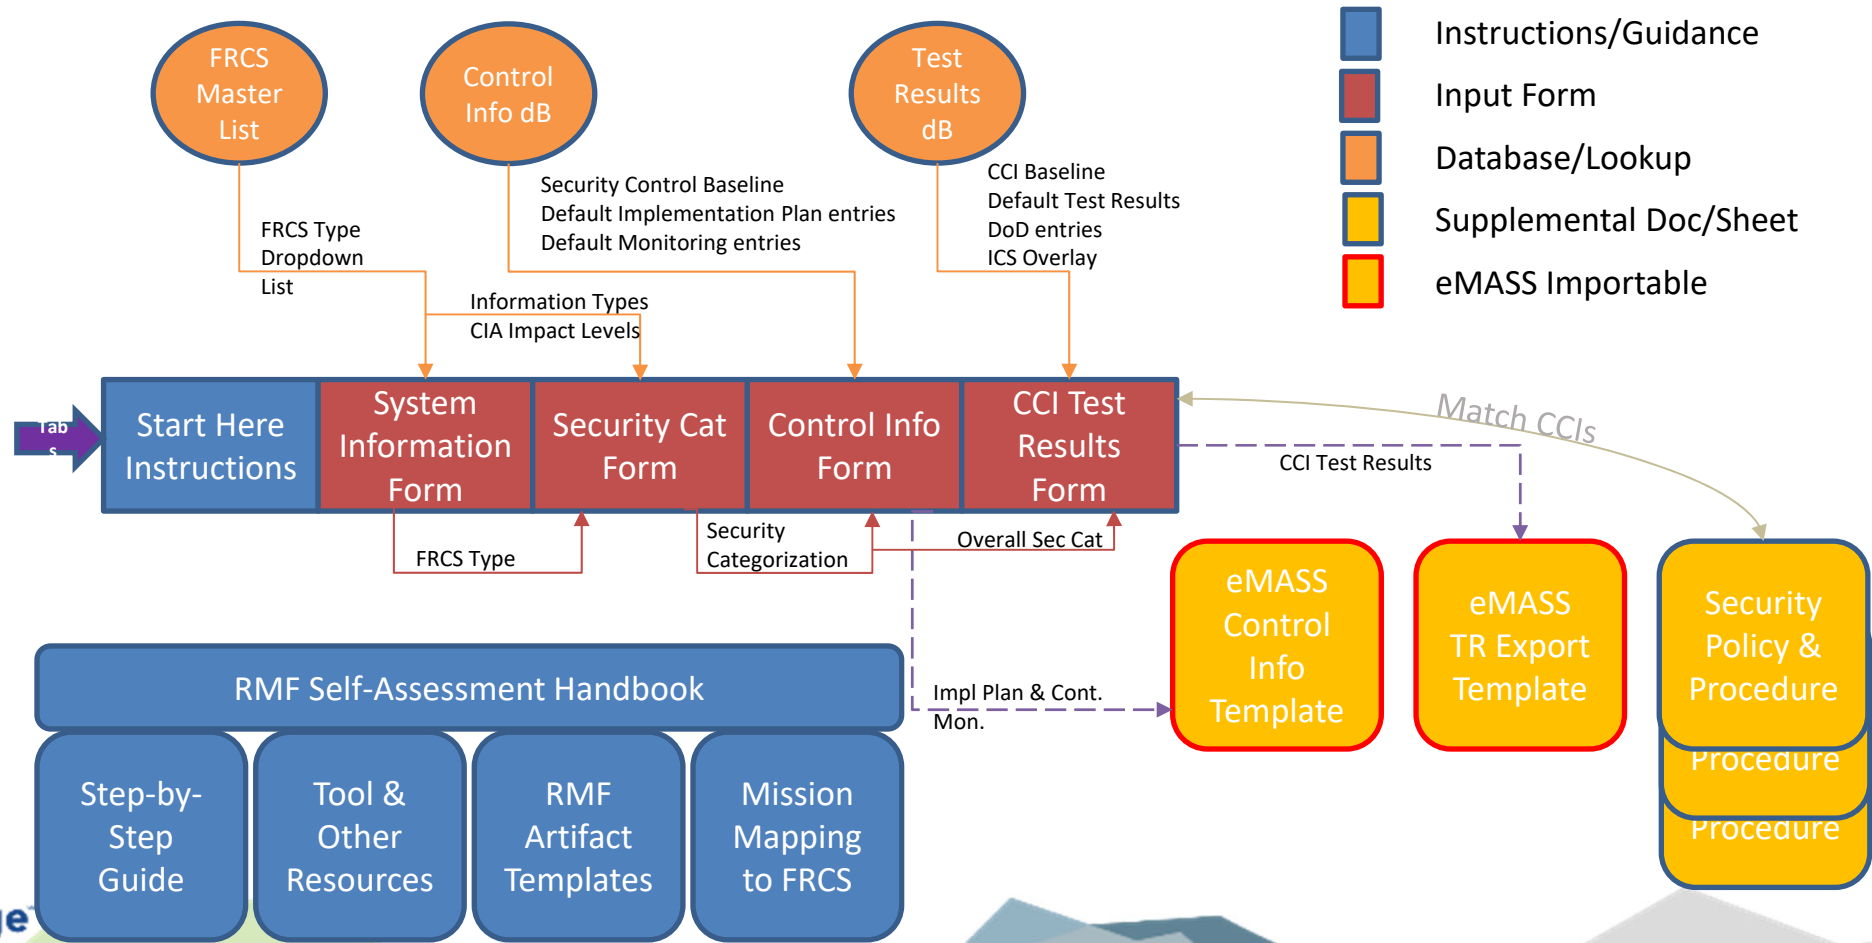 FRCS
Master
List
Control
Info dB
Test
Results
dB
Instructions/Guidance
Input Form
Database/Lookup
Supplemental Doc/Sheet
eMASS Importable
FRCS Type
Dropdown
List
Security Control Baseline
Default Implementation Plan entries
Default Monitoring entries
CCI Baseline
Default Test Results
DoD entries
ICS Overlay
Information Types
CIA Impact Levels
Tab
s
Start Here
Instructions
System
Information
Form
Security Cat
Form
Control Info
Form
CCI Test
Results
Form
Match CCIs
CCI Test Results
FRCS Type
Security
Categorization
Overall Sec Cat
Impl Plan & Cont.
Mon.
eMASS
Control
Info
Template
eMASS
TR Export
Template
Security
Policy &
Procedure
Procedure
Procedure
RMF Self-Assessment Handbook
Step-by-
Step
Guide
Tool &
Other
Resources
RMF
Artifact
Templates
Mission
Mapping
to FRCS